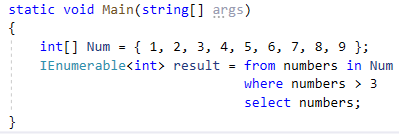 static void Main(string[] args)
{
    int[] Num = { 1, 2, 3, 4, 5, 6, 7, 8, 9 };
    IEnumerable<int> result = from numbers in Num
                              where numbers > 3
                              select numbers;
}